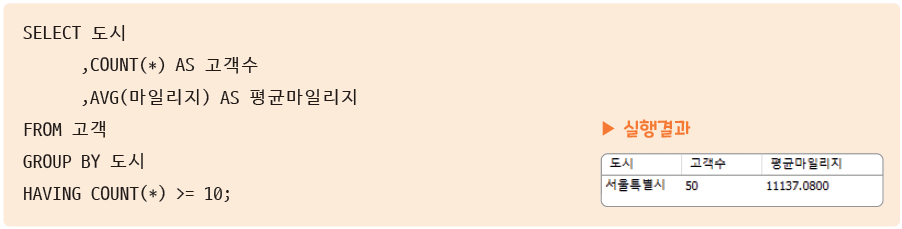 SELECT 도시
,COUNT(*) AS 고객수
,AVG(마일리지) AS 평균마일리지
FROM 고객
GROUP BY 도시
HAVING COUNT(*) >= 10;
▶ 실행결과
도시 고객수 평균마일리지
서울특별시 50 11137.0800